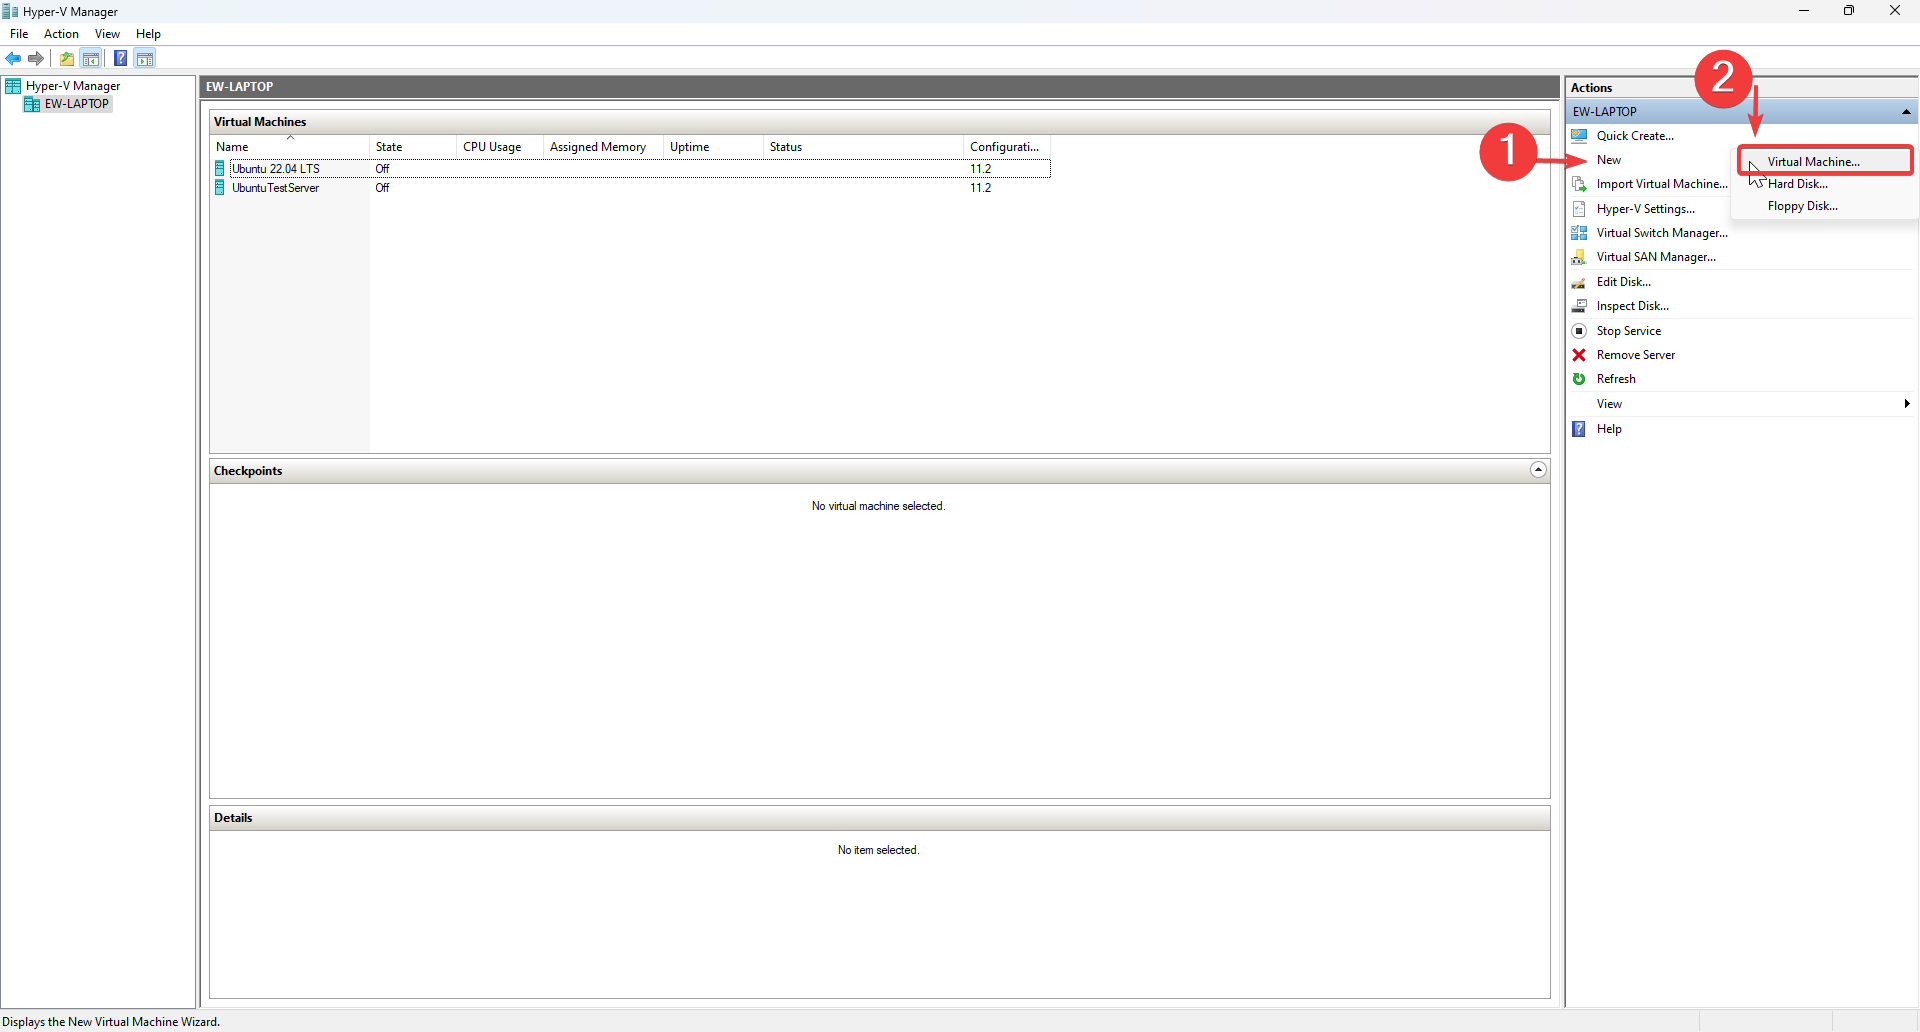 Hyper-V Manager
File Action View Help
Hyper-V Manager
EW-LAPTOP
EW-LAPTOP
Virtual Machines
Name State CPU Usage Assigned Memory Uptime Status Configurati...
Ubuntu 22.04 LTS Off 11.2
UbuntuTestServer Off 11.2
Checkpoints
No virtual machine selected.
Details
No item selected.
Actions
EW-LAPTOP
Quick Create...
New
Import Virtual Machine...
Hyper-V Settings...
Virtual Switch Manager...
Virtual SAN Manager...
Edit Disk...
Inspect Disk...
Stop Service
Remove Server
Refresh
View
Help
1
2
Virtual Machine...
Hard Disk...
Floppy Disk...
Displays the New Virtual Machine Wizard.